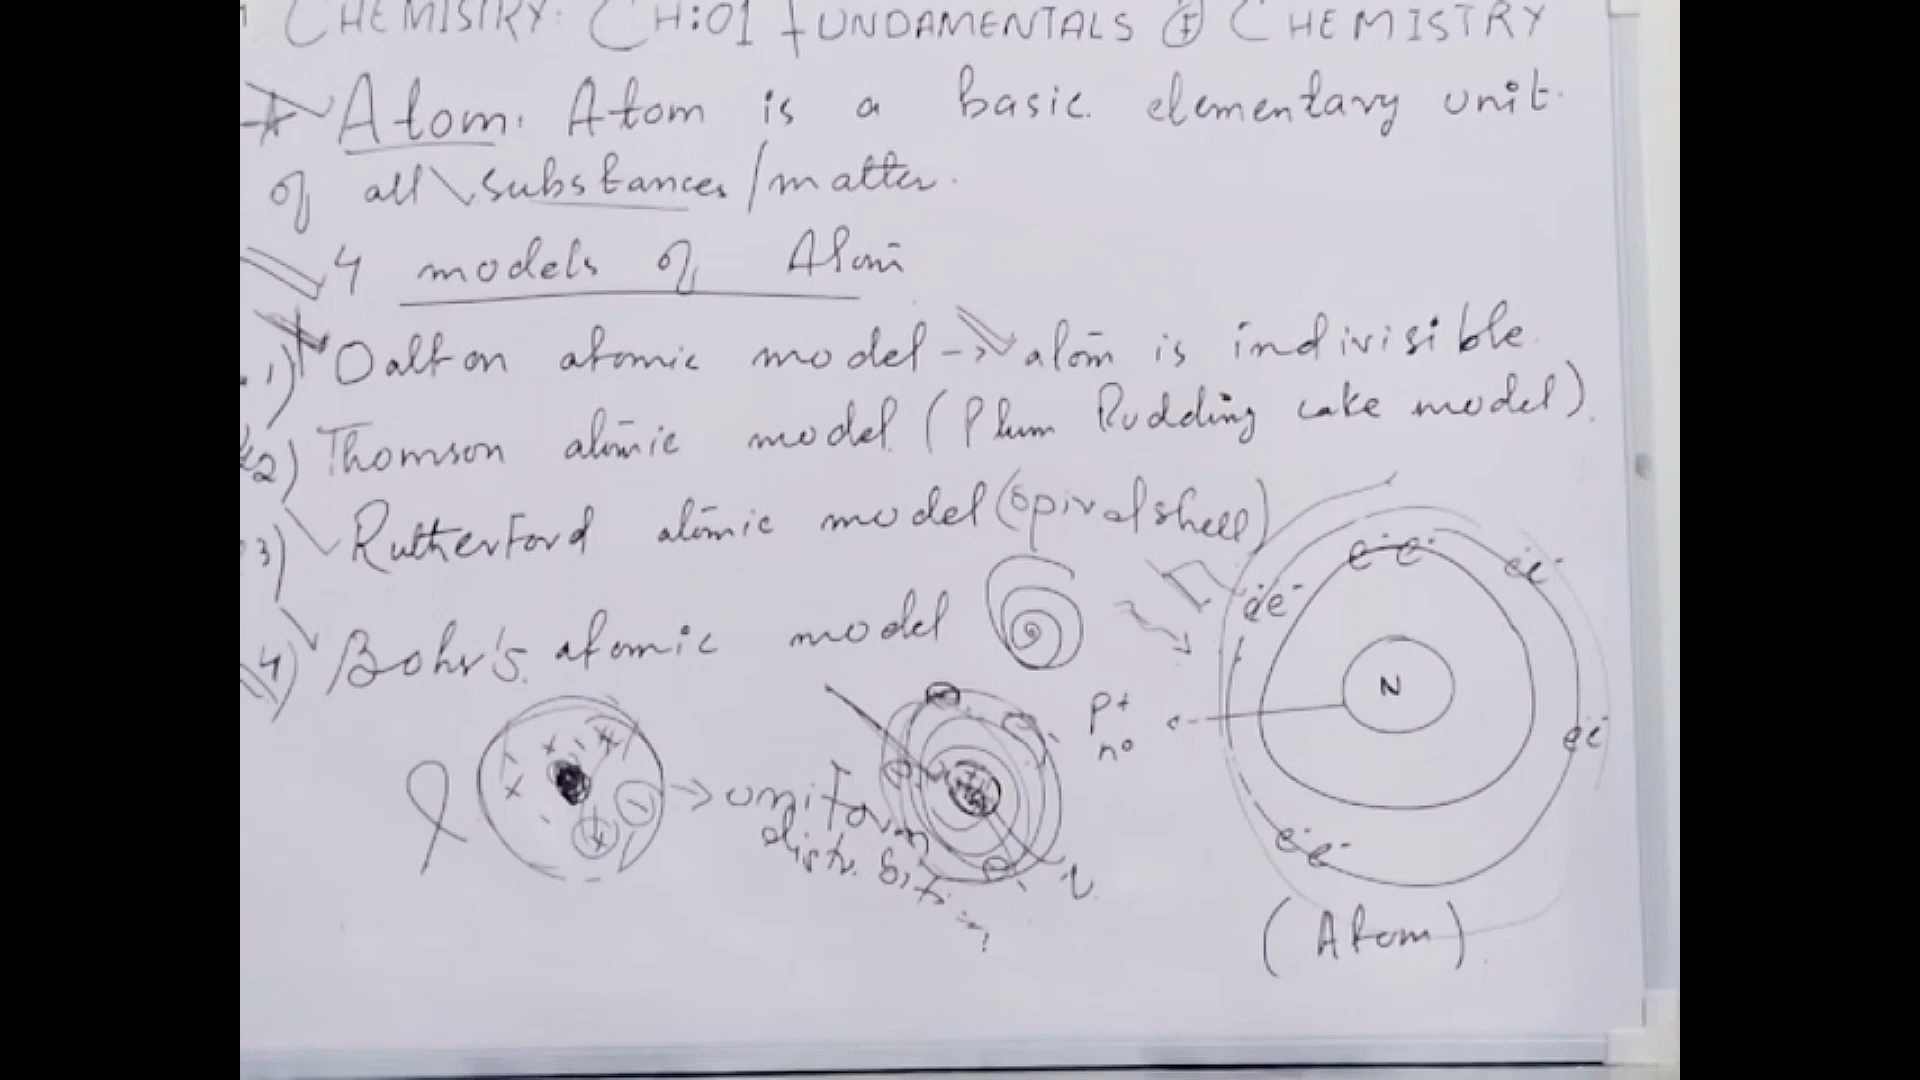 CHEMISTRY: CH:01 FUNDAMENTALS OF CHEMISTRY
Atom: Atom is a basic elementary unit
of all substances/matter.
4 models of Atom
1) Dalton atomic model -> atom is indivisible.
2) Thomson atomic model (Plum Pudding cake model).
3) Rutherford atomic model (spiral shell)
4) Bohr's atomic model
e- e-
e- e-
e- e-
N
P+
n°
e- e-
e- e-
x - x
x
-
x
-
-> uniform
distribution
(Atom)